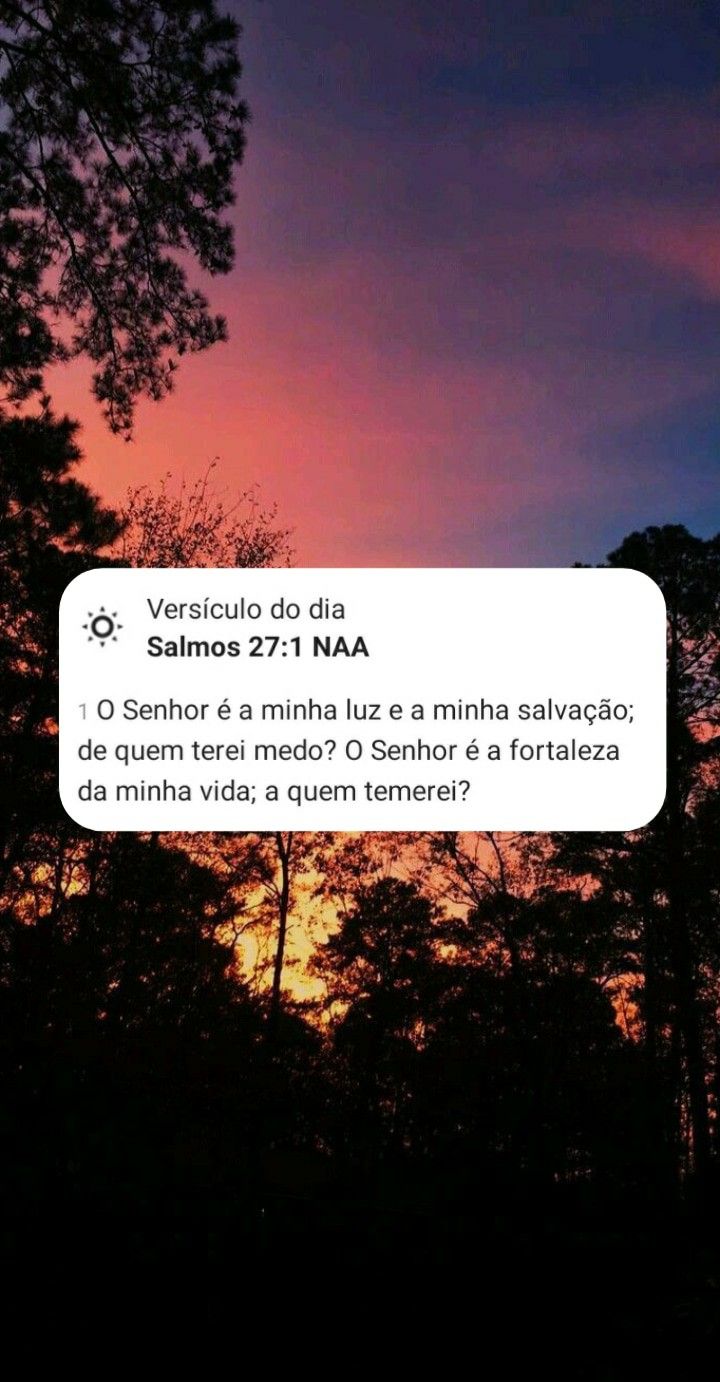 Versículo do dia
Salmos 27:1 NAA
1 O Senhor é a minha luz e a minha salvação;
de quem terei medo? O Senhor é a fortaleza
da minha vida; a quem temerei?